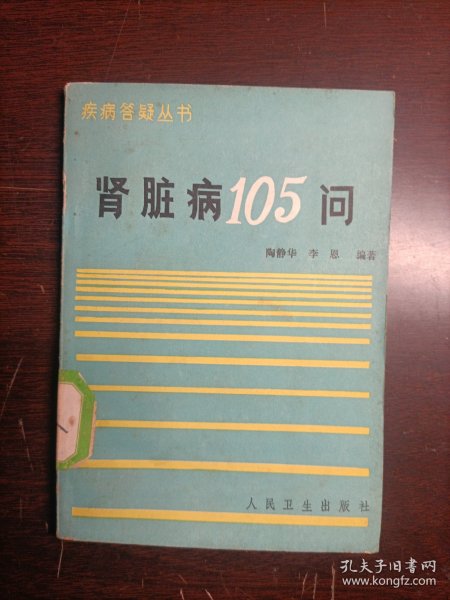 疾病答疑丛书
肾脏病105问
陶静华 李恩 编著
人民卫生出版社
孔夫子旧书网
www.kongfz.com